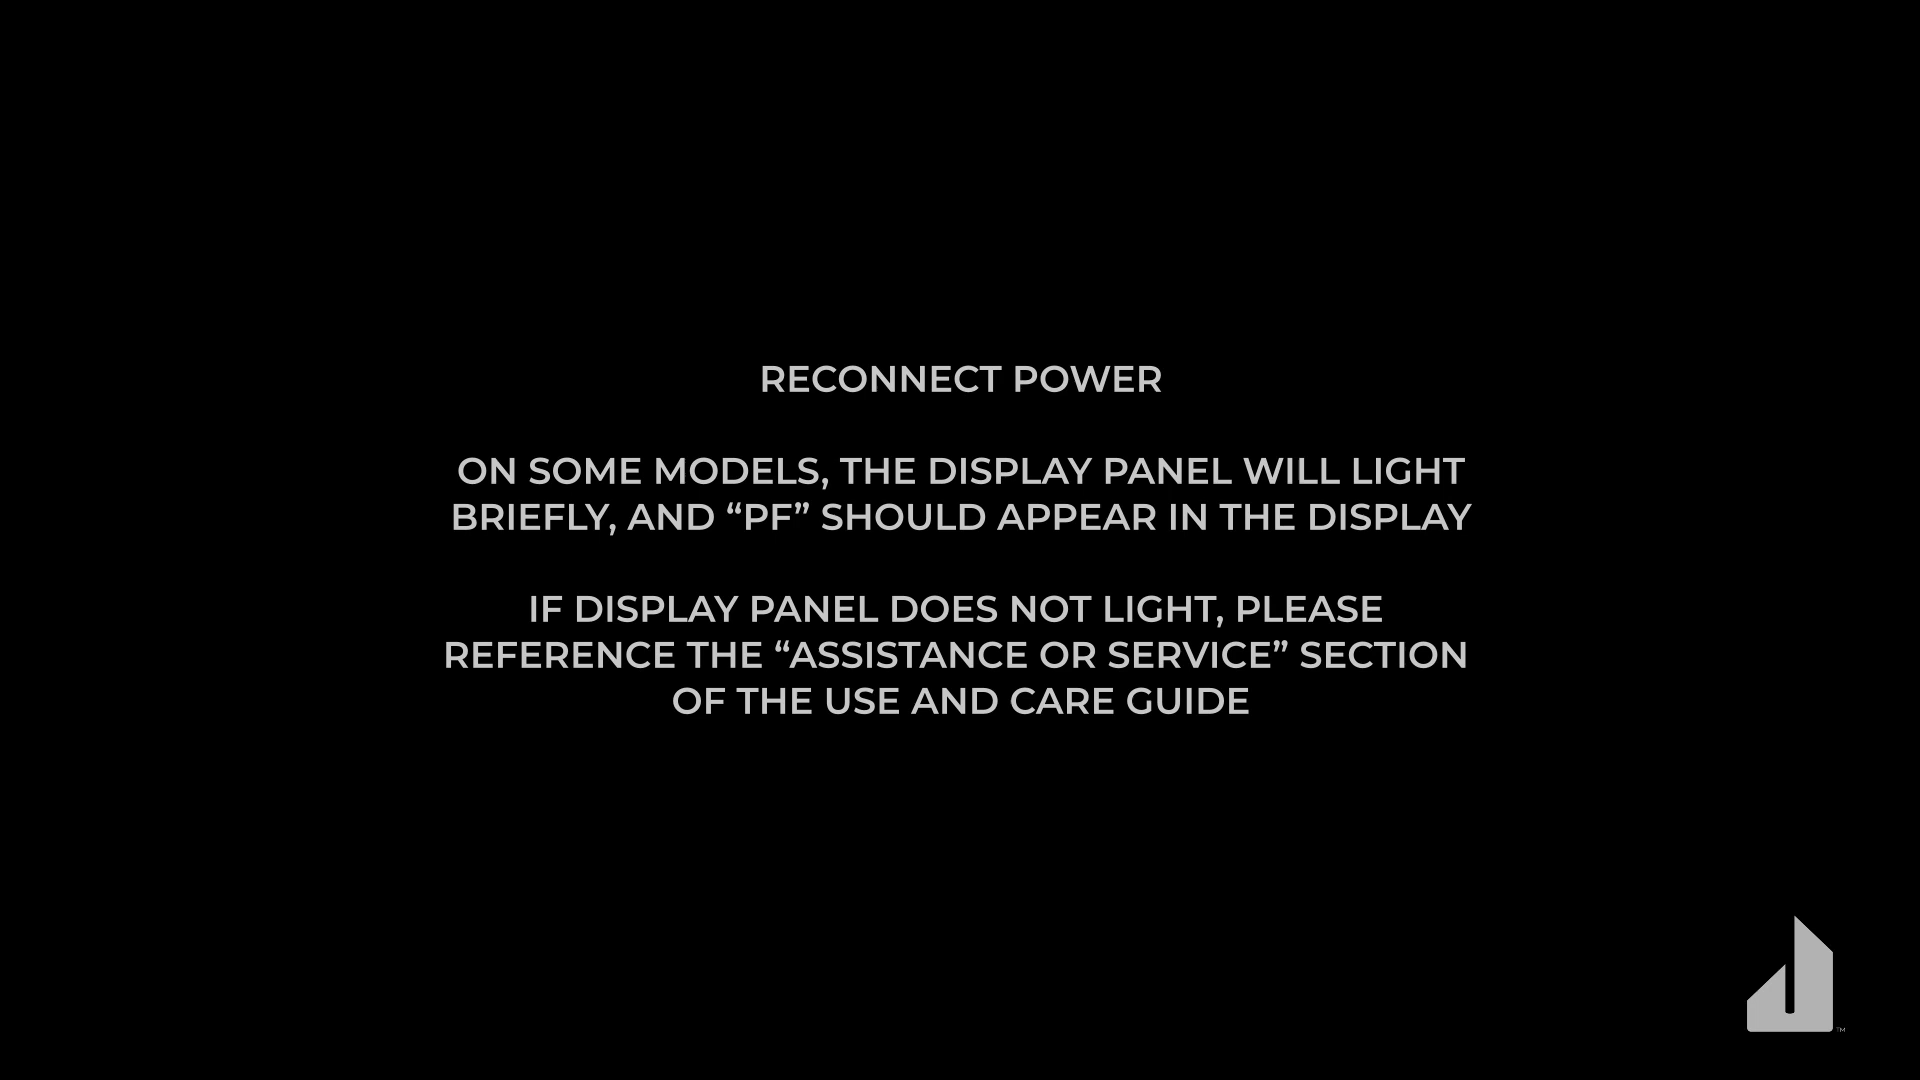 RECONNECT POWER
ON SOME MODELS, THE DISPLAY PANEL WILL LIGHT
BRIEFLY, AND “PF” SHOULD APPEAR IN THE DISPLAY
IF DISPLAY PANEL DOES NOT LIGHT, PLEASE
REFERENCE THE “ASSISTANCE OR SERVICE” SECTION
OF THE USE AND CARE GUIDE
TM